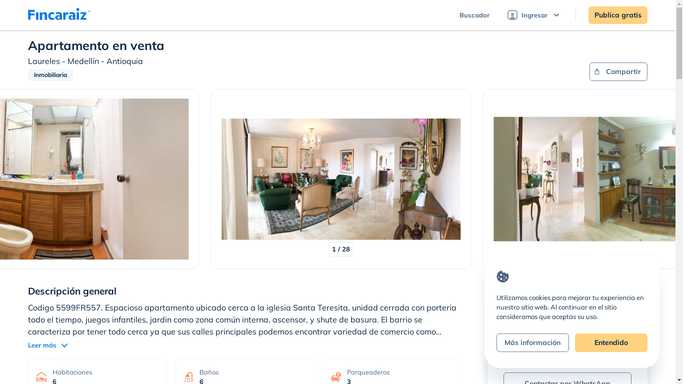 Fincaraiz
Buscador
Ingresar
Publica gratis
Apartamento en venta
Laureles - Medellín - Antioquia
Inmobiliaria
Compartir
1 / 28
Descripción general
Codigo 5599FR557. Espacioso apartamento ubicado cerca a la iglesia Santa Teresita, unidad cerrada con portería
todo el tiempo, juegos infantiles, jardín como zona común interna, ascensor, y shute de basura. El barrio se
caracteriza por tener todo cerca ya que sus calles principales podemos encontrar variedad de comercio como...
Leer más
Habitaciones
6
Baños
6
Parqueaderos
3
Utilizamos cookies para mejorar tu experiencia en
nuestro sitio web. Al continuar en el sitio
consideramos que aceptas su uso.
Más información
Entendido
Contactar por WhatsApp